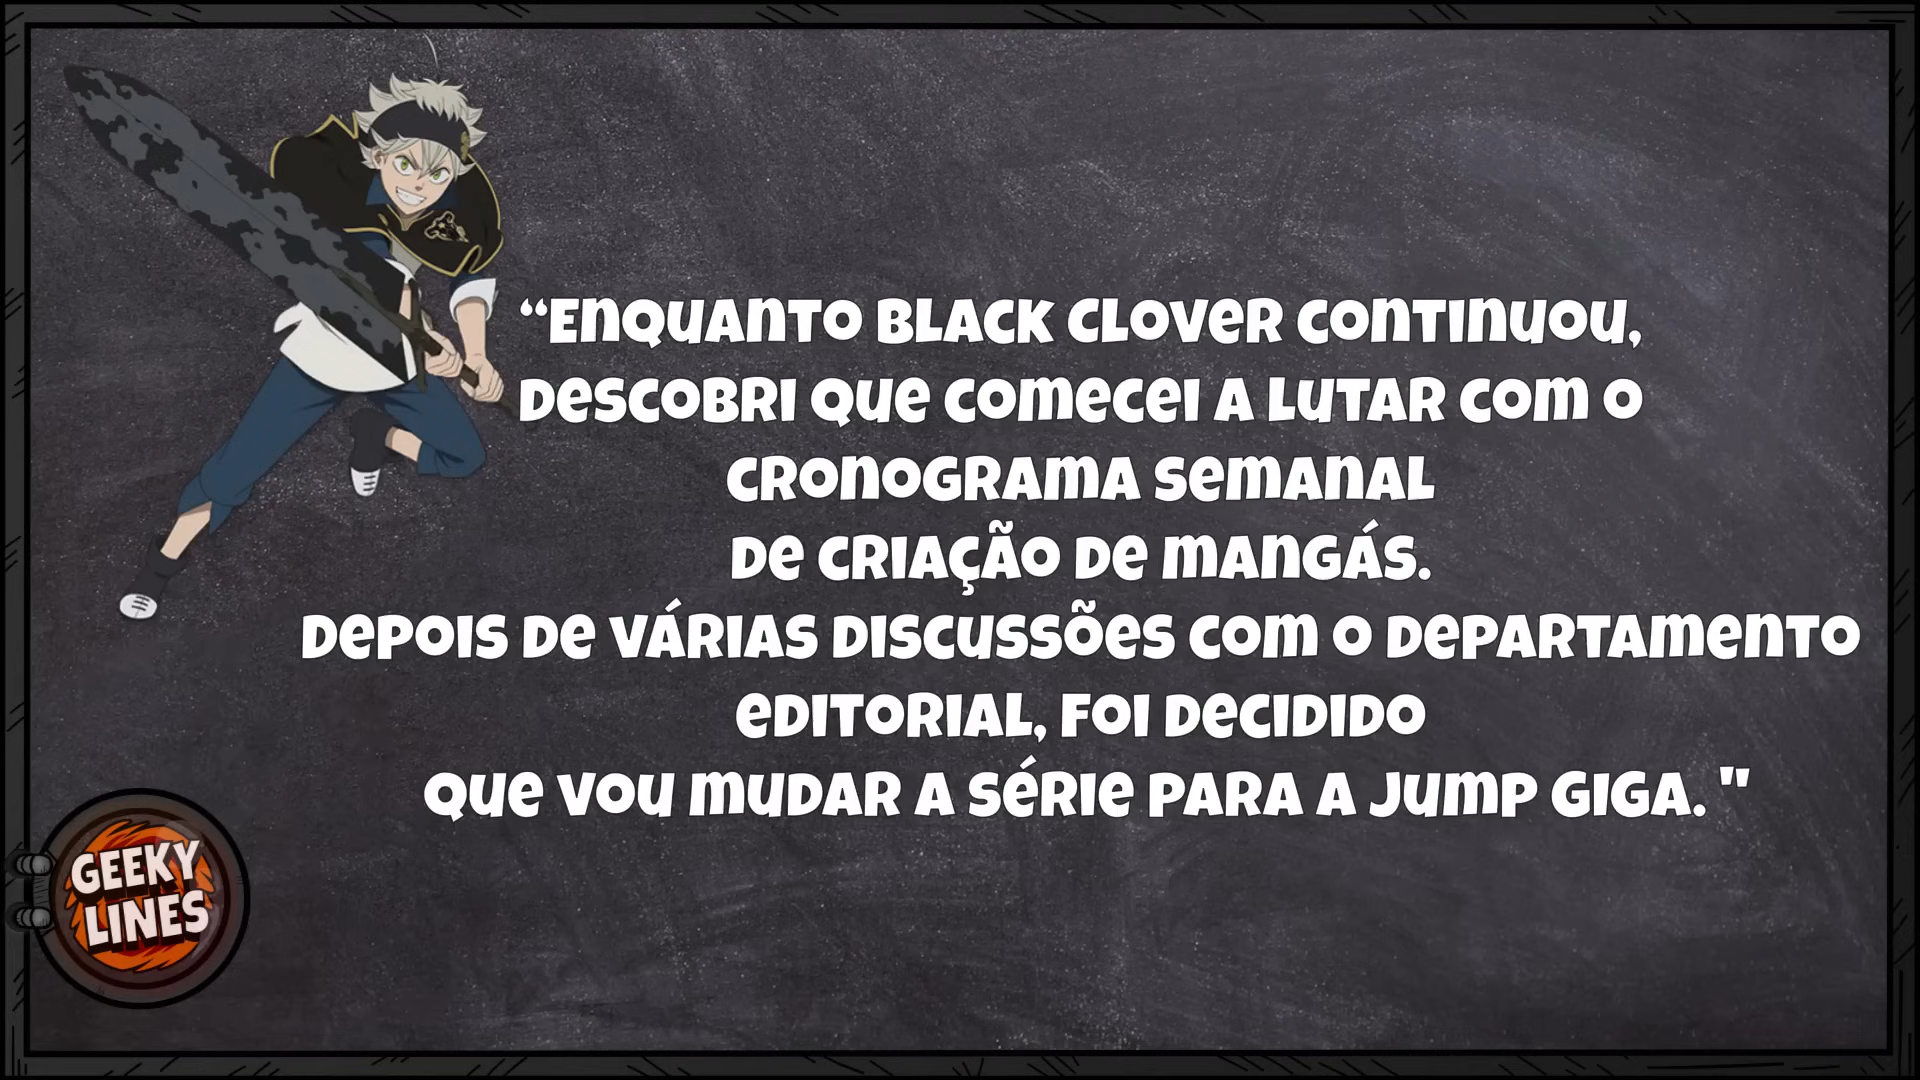 “Enquanto Black Clover continuou,
descobri que comecei a lutar com o
cronograma semanal
de criação de mangás.
Depois de várias discussões com o departamento
editorial, foi decidido
que vou mudar a série para a Jump Giga. "
GEEKY
LINES